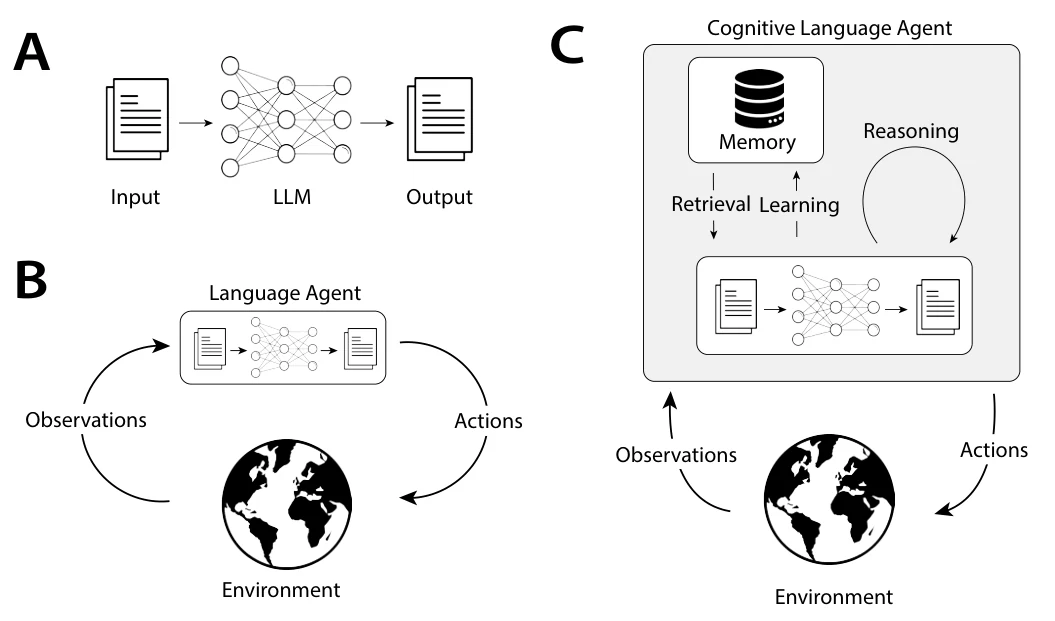 A
Input
LLM
Output
B
Language Agent
Observations
Actions
Environment
C
Cognitive Language Agent
Memory
Reasoning
Retrieval
Learning
Observations
Actions
Environment